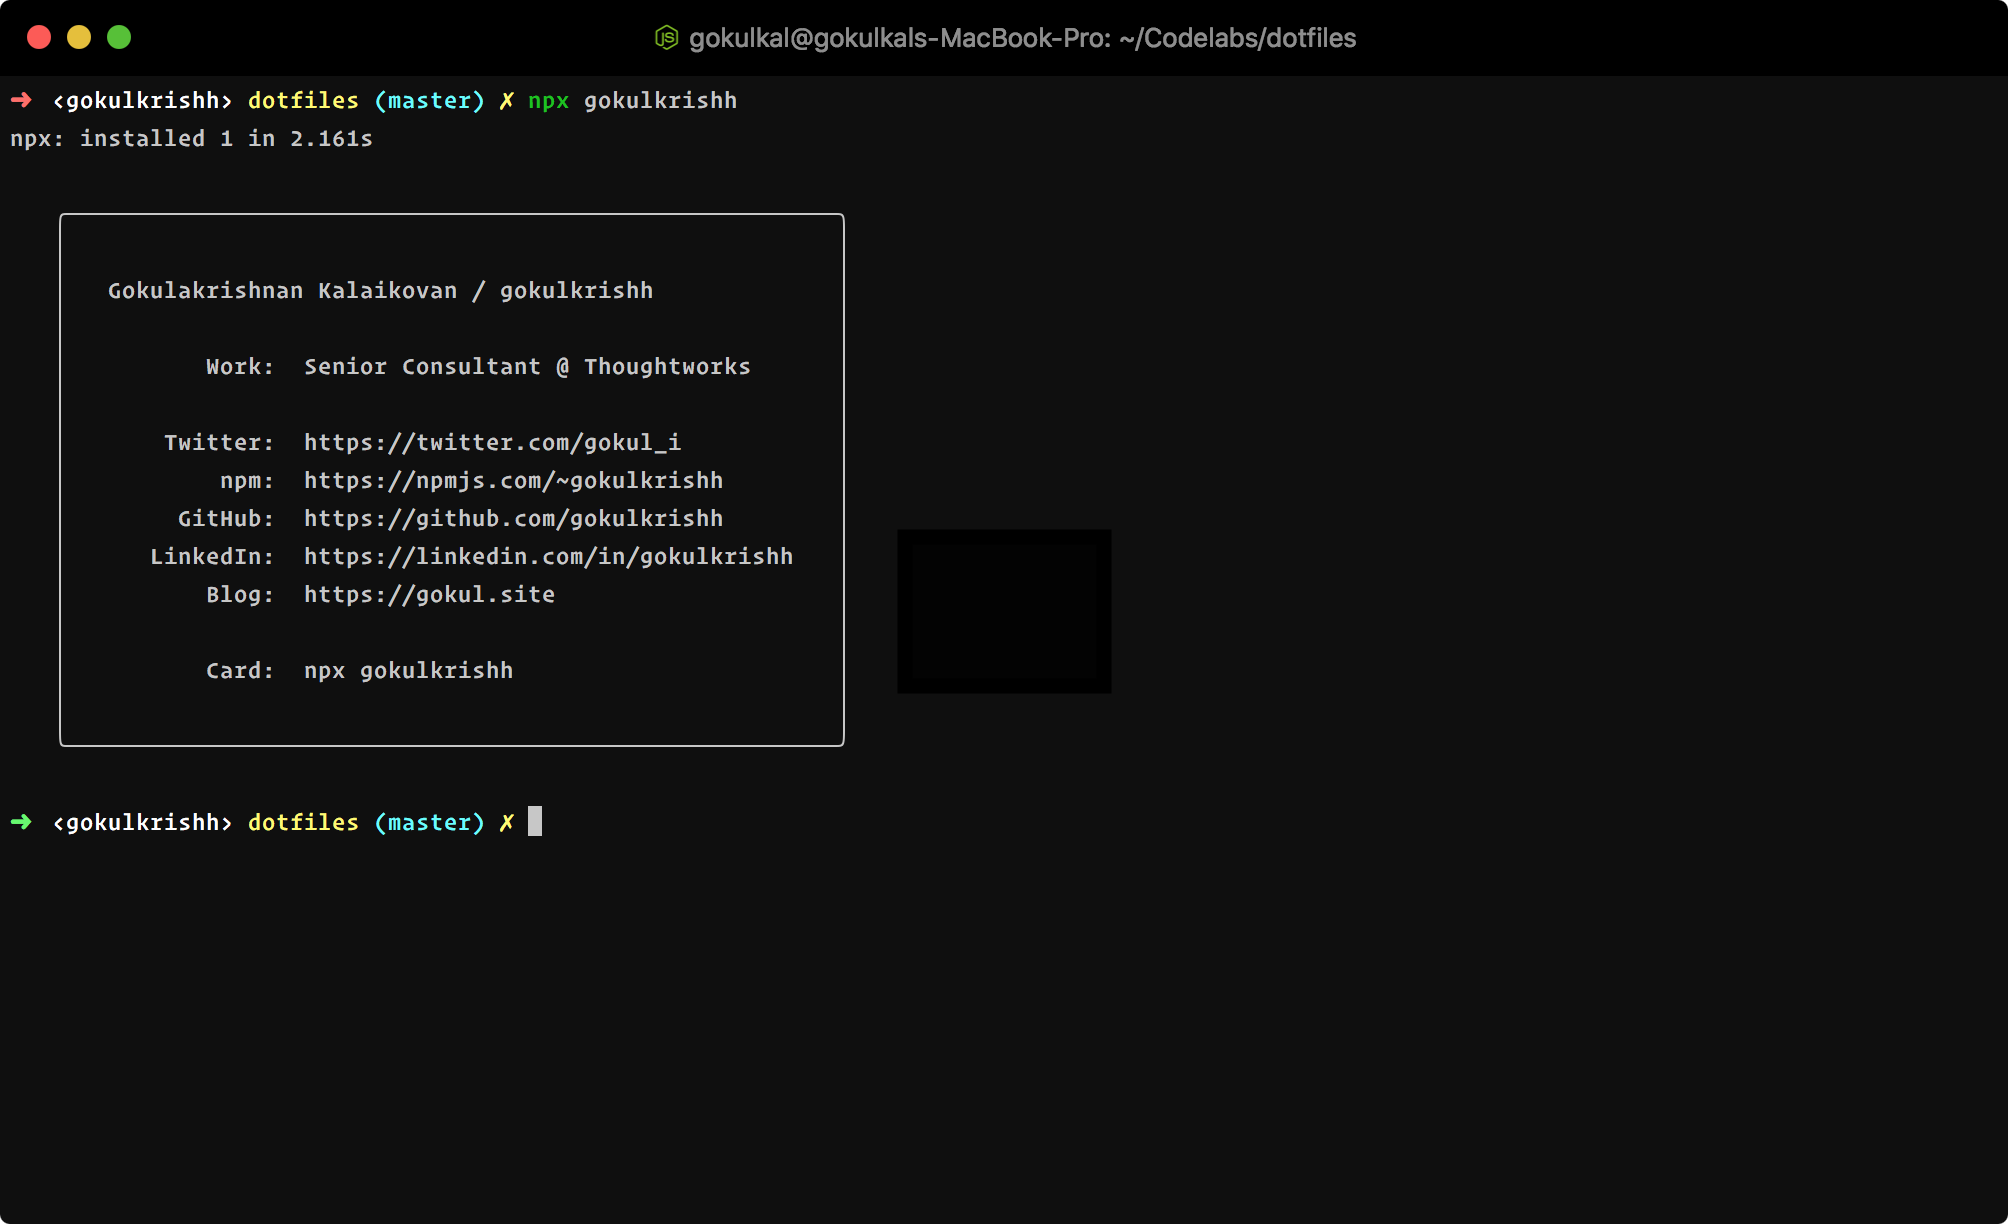 gokulkal@gokulkals-MacBook-Pro: ~/Codelabs/dotfiles
➜ ‹gokulkrishh› dotfiles (master) ✗ npx gokulkrishh
npx: installed 1 in 2.161s
Gokulakrishnan Kalaikovan / gokulkrishh
Work: Senior Consultant @ Thoughtworks
Twitter: https://twitter.com/gokul_i
npm: https://npmjs.com/~gokulkrishh
GitHub: https://github.com/gokulkrishh
LinkedIn: https://linkedin.com/in/gokulkrishh
Blog: https://gokul.site
Card: npx gokulkrishh
➜ ‹gokulkrishh› dotfiles (master) ✗